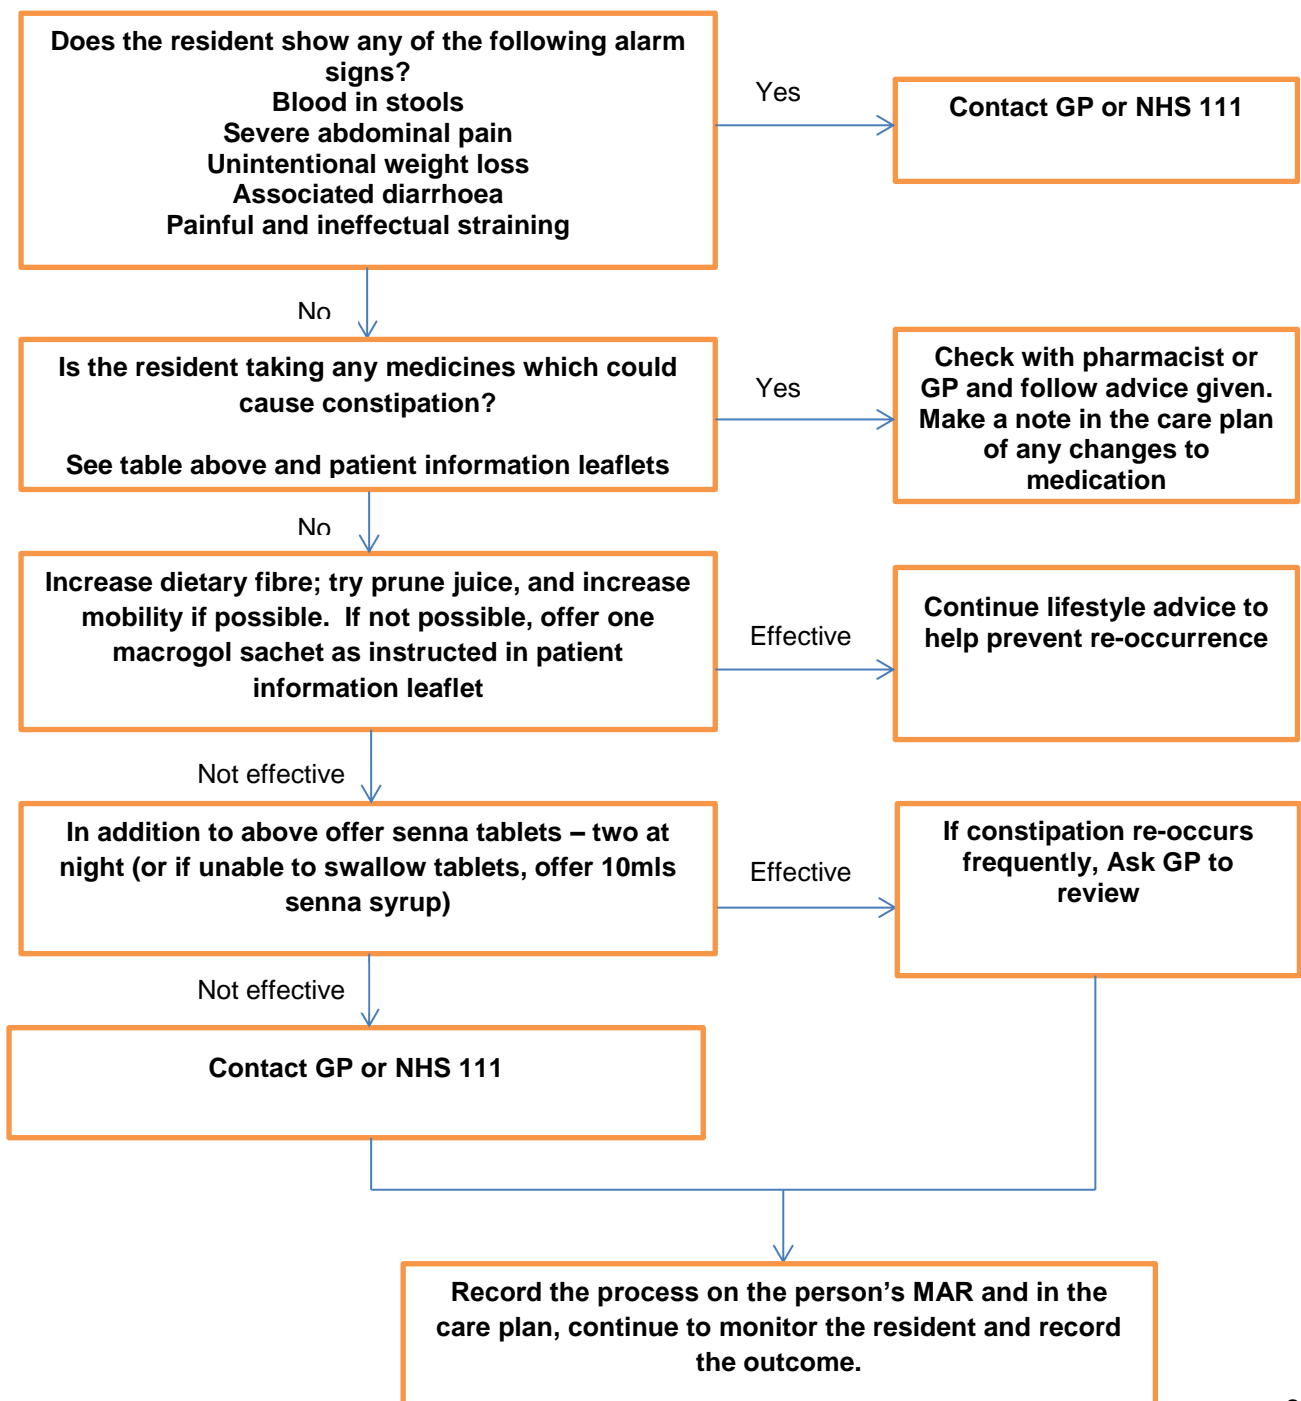 Does the resident show any of the following alarm
signs?
Blood in stools
Severe abdominal pain
Unintentional weight loss
Associated diarrhoea
Painful and ineffectual straining
Yes
Contact GP or NHS 111
No
Is the resident taking any medicines which could
cause constipation?
See table above and patient information leaflets
Yes
Check with pharmacist or
GP and follow advice given.
Make a note in the care plan
of any changes to
medication
No
Increase dietary fibre; try prune juice, and increase
mobility if possible.  If not possible, offer one
macrogol sachet as instructed in patient
information leaflet
Effective
Continue lifestyle advice to
help prevent re-occurrence
Not effective
In addition to above offer senna tablets – two at
night (or if unable to swallow tablets, offer 10mls
senna syrup)
Effective
If constipation re-occurs
frequently, Ask GP to
review
Not effective
Contact GP or NHS 111
Record the process on the person’s MAR and in the
care plan, continue to monitor the resident and record
the outcome.